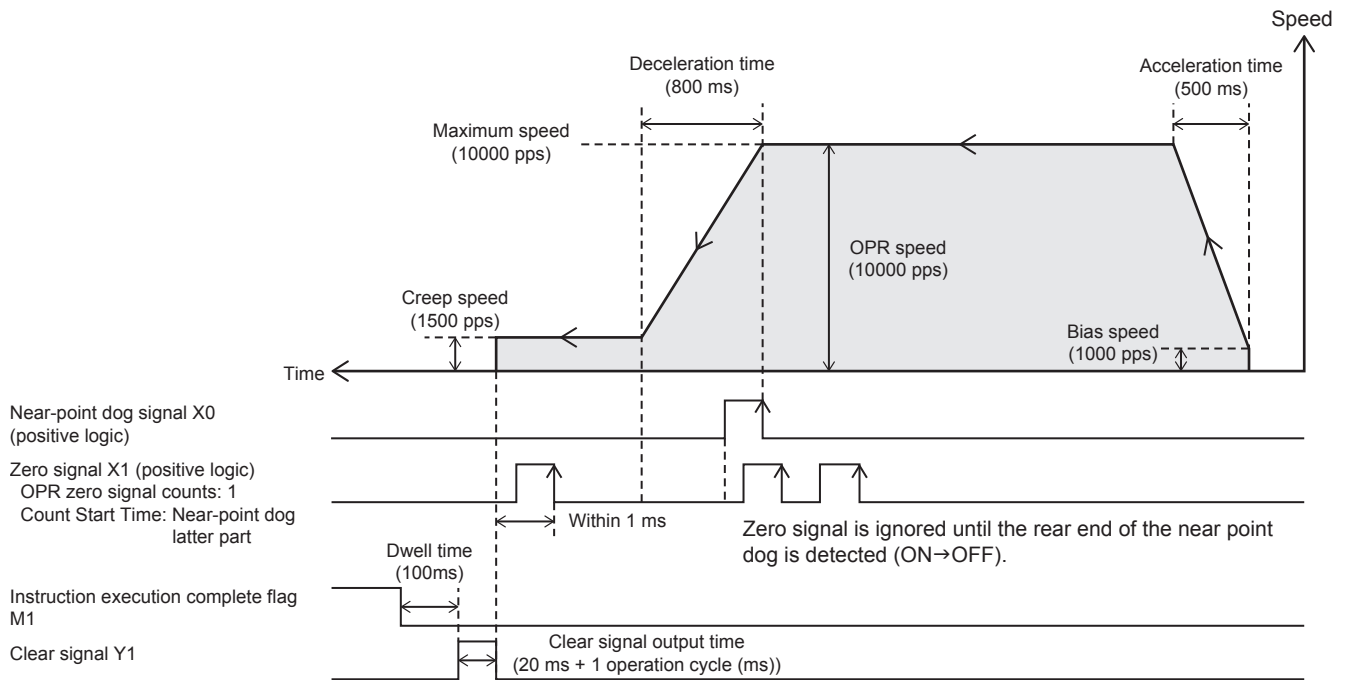 Speed
Deceleration time
(800 ms)
Acceleration time
(500 ms)
Maximum speed
(10000 pps)
OPR speed
(10000 pps)
Creep speed
(1500 pps)
Bias speed
(1000 pps)
Time
Near-point dog signal X0
(positive logic)
Zero signal X1 (positive logic)
OPR zero signal counts: 1
Count Start Time: Near-point dog
latter part
Within 1 ms
Zero signal is ignored until the rear end of the near point
dog is detected (ON→OFF).
Dwell time
(100ms)
Instruction execution complete flag
M1
Clear signal Y1
Clear signal output time
(20 ms + 1 operation cycle (ms))